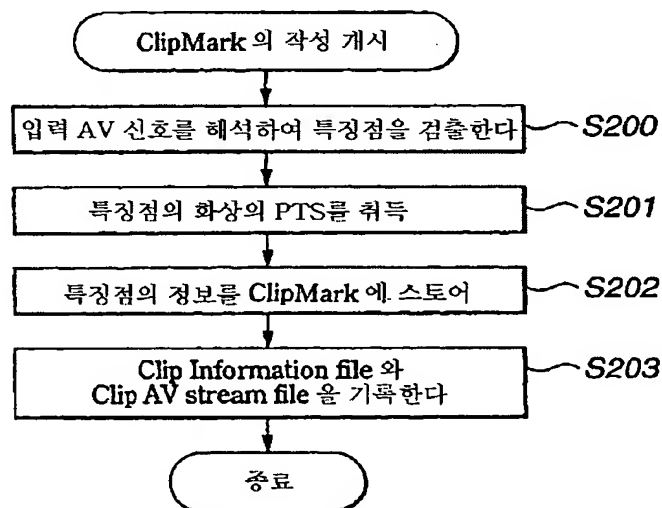 ClipMark 의 작성 개시
입력 AV 신호를 해석하여 특징점을 검출한다
S200
특징점의 화상의 PTS를 취득
S201
특징점의 정보를 ClipMark 에 스토어
S202
Clip Information file 와
Clip AV stream file 을 기록한다
S203
종료